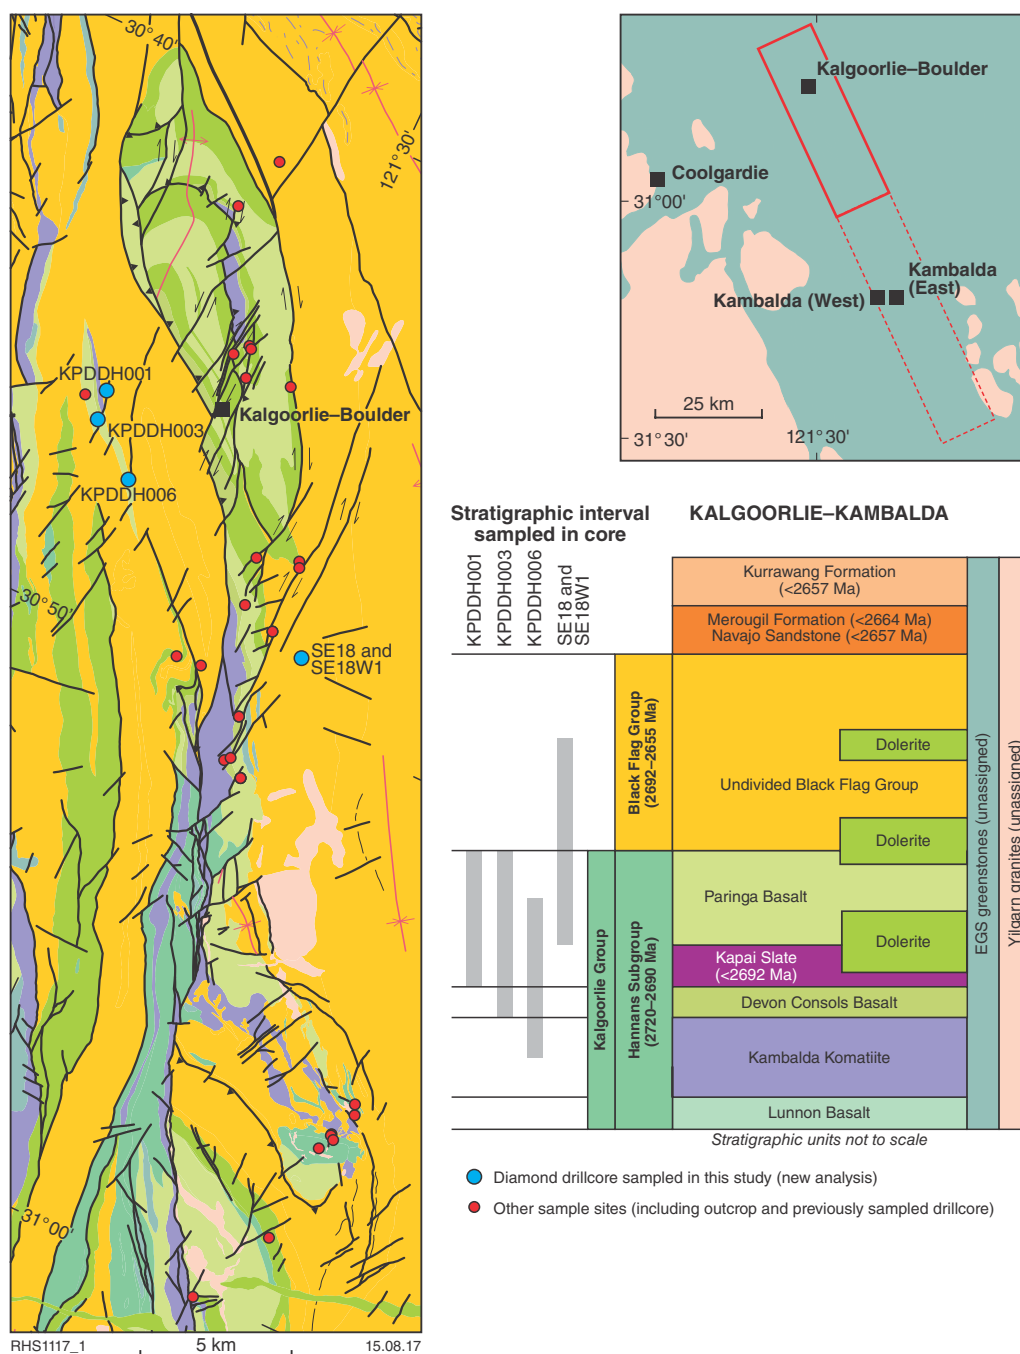 30°40'
121°30'
KPDDH001
KPDDH003
Kalgoorlie–Boulder
KPDDH006
30°50'
SE18 and
SE18W1
31°00'
RHS1117_1
5 km
15.08.17
Kalgoorlie–Boulder
Coolgardie
31°00'
Kambalda
(East)
Kambalda (West)
25 km
31°30'
121°30'
Stratigraphic interval
sampled in core
KALGOORLIE–KAMBALDA
KPDDH001
KPDDH003
KPDDH006
SE18 and
SE18W1
Kurrawang Formation
(<2657 Ma)
Merougil Formation (<2664 Ma)
Navajo Sandstone (<2657 Ma)
Black Flag Group
(2692–2655 Ma)
Dolerite
Undivided Black Flag Group
Dolerite
Paringa Basalt
Dolerite
Kapai Slate
(<2692 Ma)
Devon Consols Basalt
Kambalda Komatiite
Lunnon Basalt
Kalgoorlie Group
Hannans Subgroup
(2720–2690 Ma)
EGS greenstones (unassigned)
Yilgarn granites (unassigned)
Stratigraphic units not to scale
Diamond drillcore sampled in this study (new analysis)
Other sample sites (including outcrop and previously sampled drillcore)